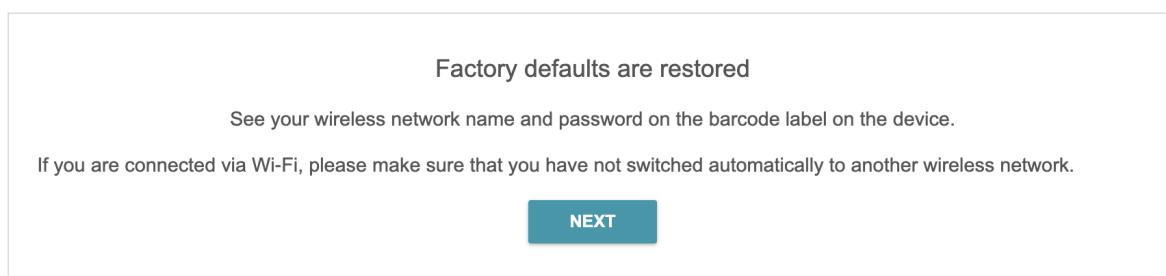 Factory defaults are restored
See your wireless network name and password on the barcode label on the device.
If you are connected via Wi-Fi, please make sure that you have not switched automatically to another wireless network.
NEXT